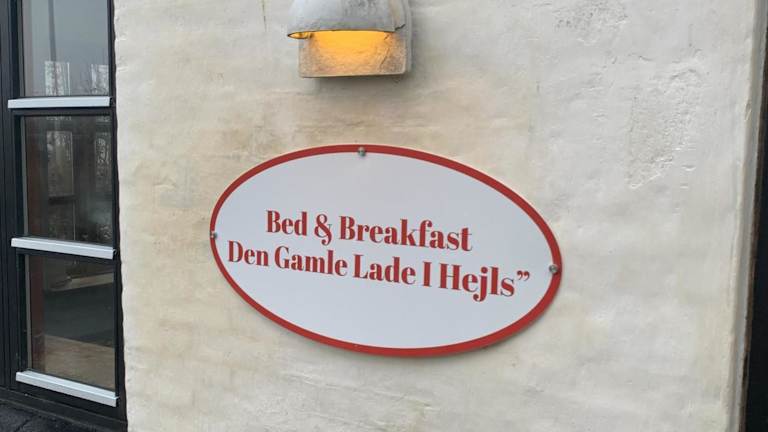 Bed & Breakfast
Den Gamle Lade I Hejls”